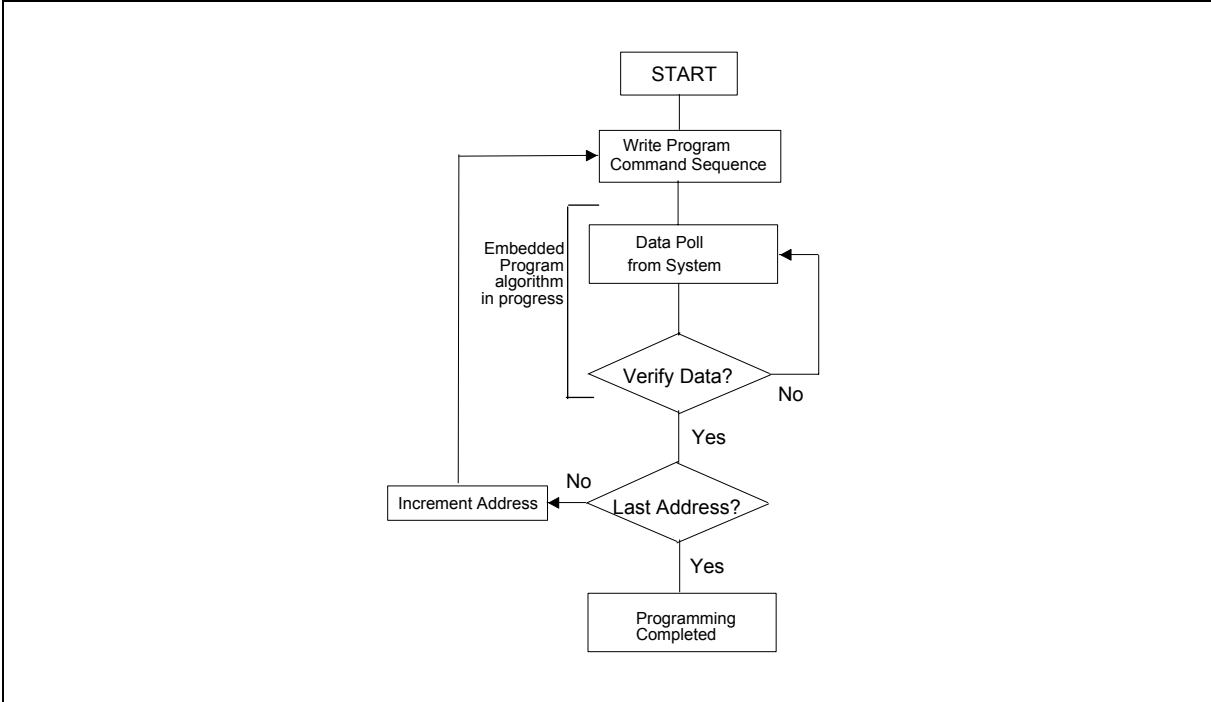 START
Write Program
Command Sequence
Data Poll
from System
Embedded
Program
algorithm
in progress
Verify Data?
No
Yes
No
Increment Address
Last Address?
Yes
Programming
Completed